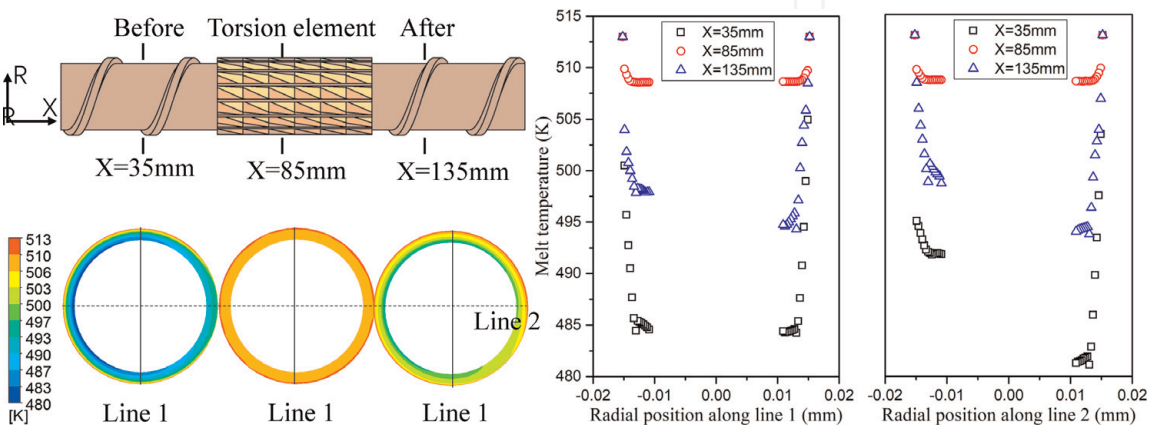 Before Torsion element After
R
R X
X=35mm X=85mm X=135mm
513
510
506
503
500
497
493
490
487
483
480
[K]
Line 2
Line 1 Line 1 Line 1
515
510
505
500
495
490
485
480
Melt temperature (K)
X=35mm
X=85mm
X=135mm
-0.02 -0.01 0.00 0.01 0.02
Radial position along line 1 (mm)
X=35mm
X=85mm
X=135mm
-0.02 -0.01 0.00 0.01 0.02
Radial position along line 2 (mm)